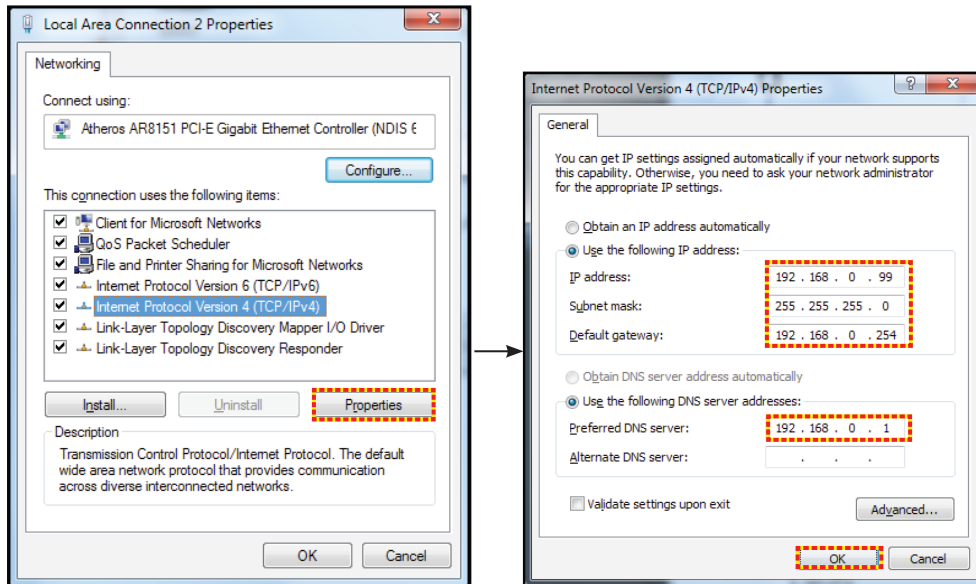 Local Area Connection 2 Properties
Networking
Connect using:
Atheros AR8151 PCI-E Gigabit Ethernet Controller (NDIS 6
Configure...
This connection uses the following items:
Client for Microsoft Networks
QoS Packet Scheduler
File and Printer Sharing for Microsoft Networks
Internet Protocol Version 6 (TCP/IPv6)
Internet Protocol Version 4 (TCP/IPv4)
Link-Layer Topology Discovery Mapper I/O Driver
Link-Layer Topology Discovery Responder
Install...
Uninstall
Properties
Description
Transmission Control Protocol/Internet Protocol. The default
wide area network protocol that provides communication
across diverse interconnected networks.
OK
Cancel
Internet Protocol Version 4 (TCP/IPv4) Properties
General
You can get IP settings assigned automatically if your network supports
this capability. Otherwise, you need to ask your network administrator
for the appropriate IP settings.
Obtain an IP address automatically
Use the following IP address:
IP address: 192 . 168 . 0 . 99
Subnet mask: 255 . 255 . 255 . 0
Default gateway: 192 . 168 . 0 . 254
Obtain DNS server address automatically
Use the following DNS server addresses:
Preferred DNS server: 192 . 168 . 0 . 1
Alternate DNS server: . . .
Validate settings upon exit
Advanced...
OK
Cancel